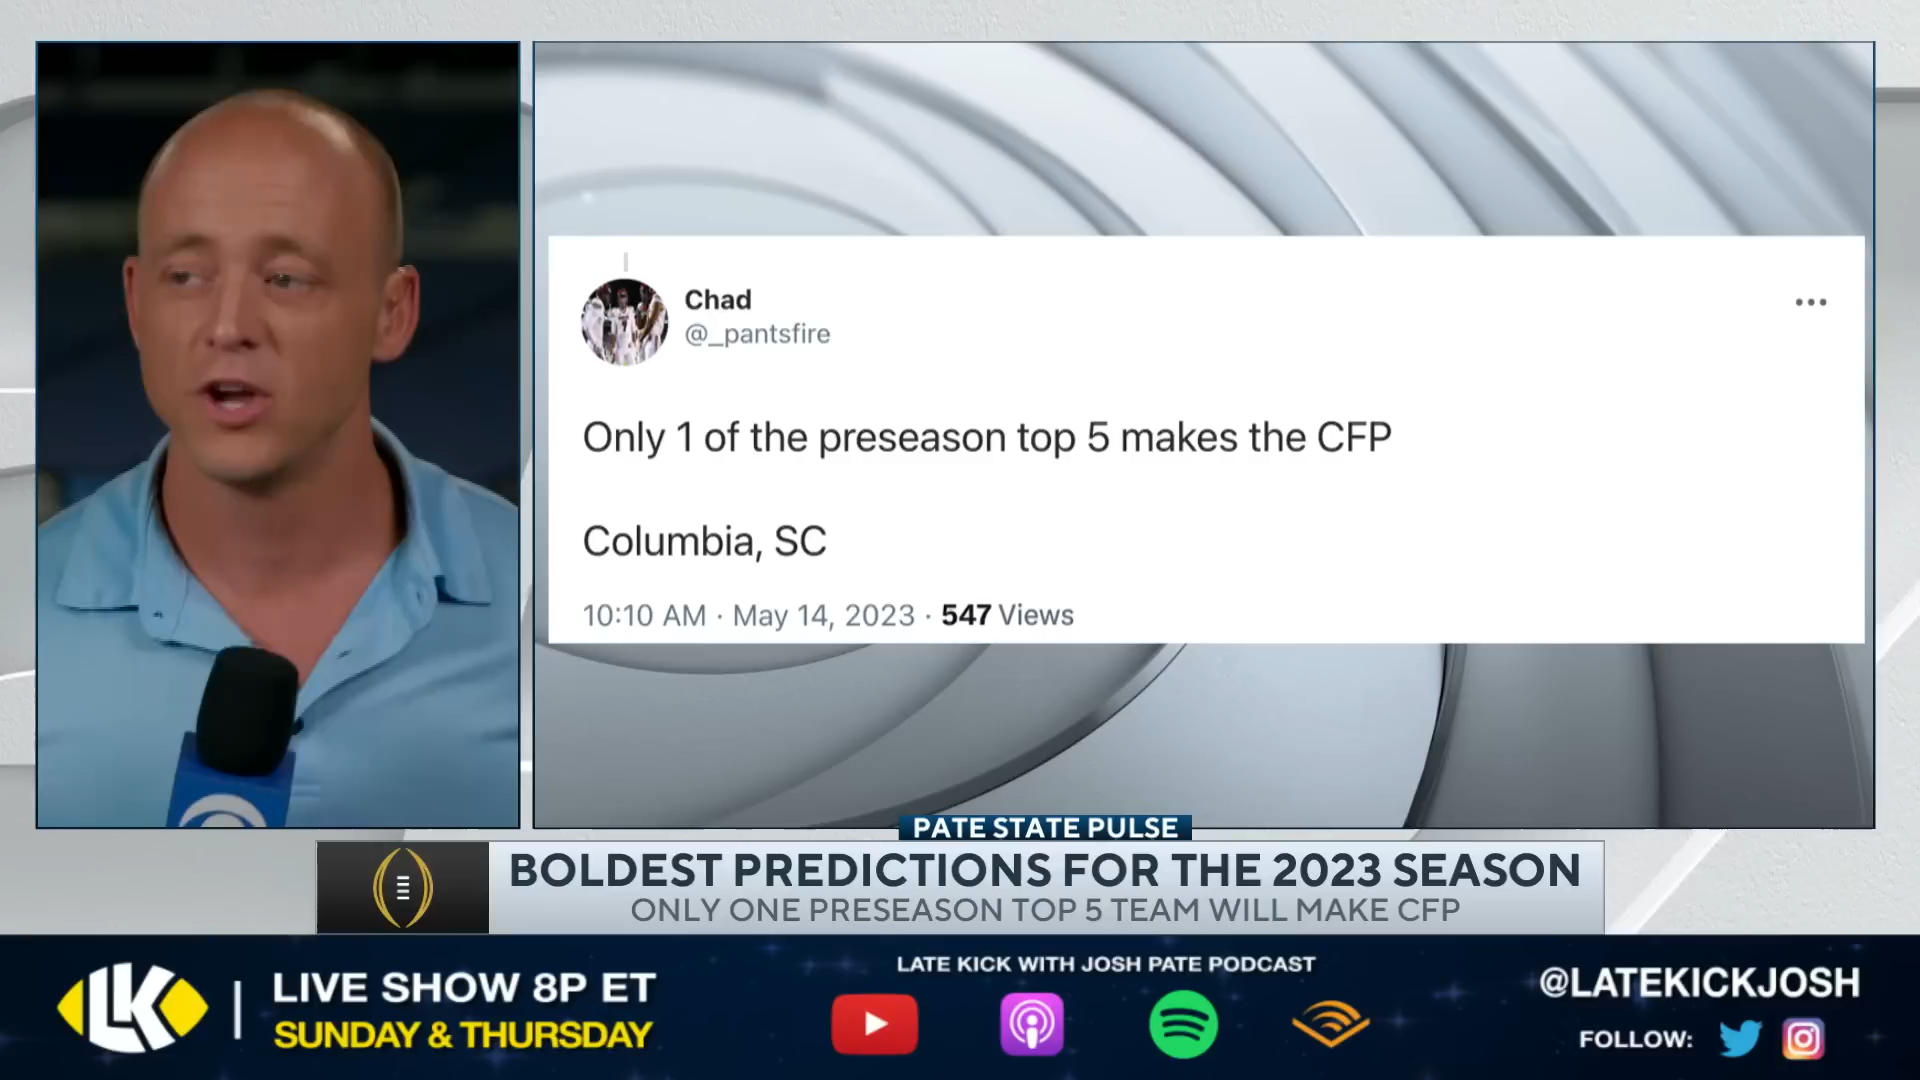 Chad
@_pantsfire
Only 1 of the preseason top 5 makes the CFP
Columbia, SC
10:10 AM · May 14, 2023 · 547 Views
PATE STATE PULSE
BOLDEST PREDICTIONS FOR THE 2023 SEASON
ONLY ONE PRESEASON TOP 5 TEAM WILL MAKE CFP
LK
LIVE SHOW 8P ET
SUNDAY & THURSDAY
LATE KICK WITH JOSH PATE PODCAST
@LATEKICKJOSH
FOLLOW: